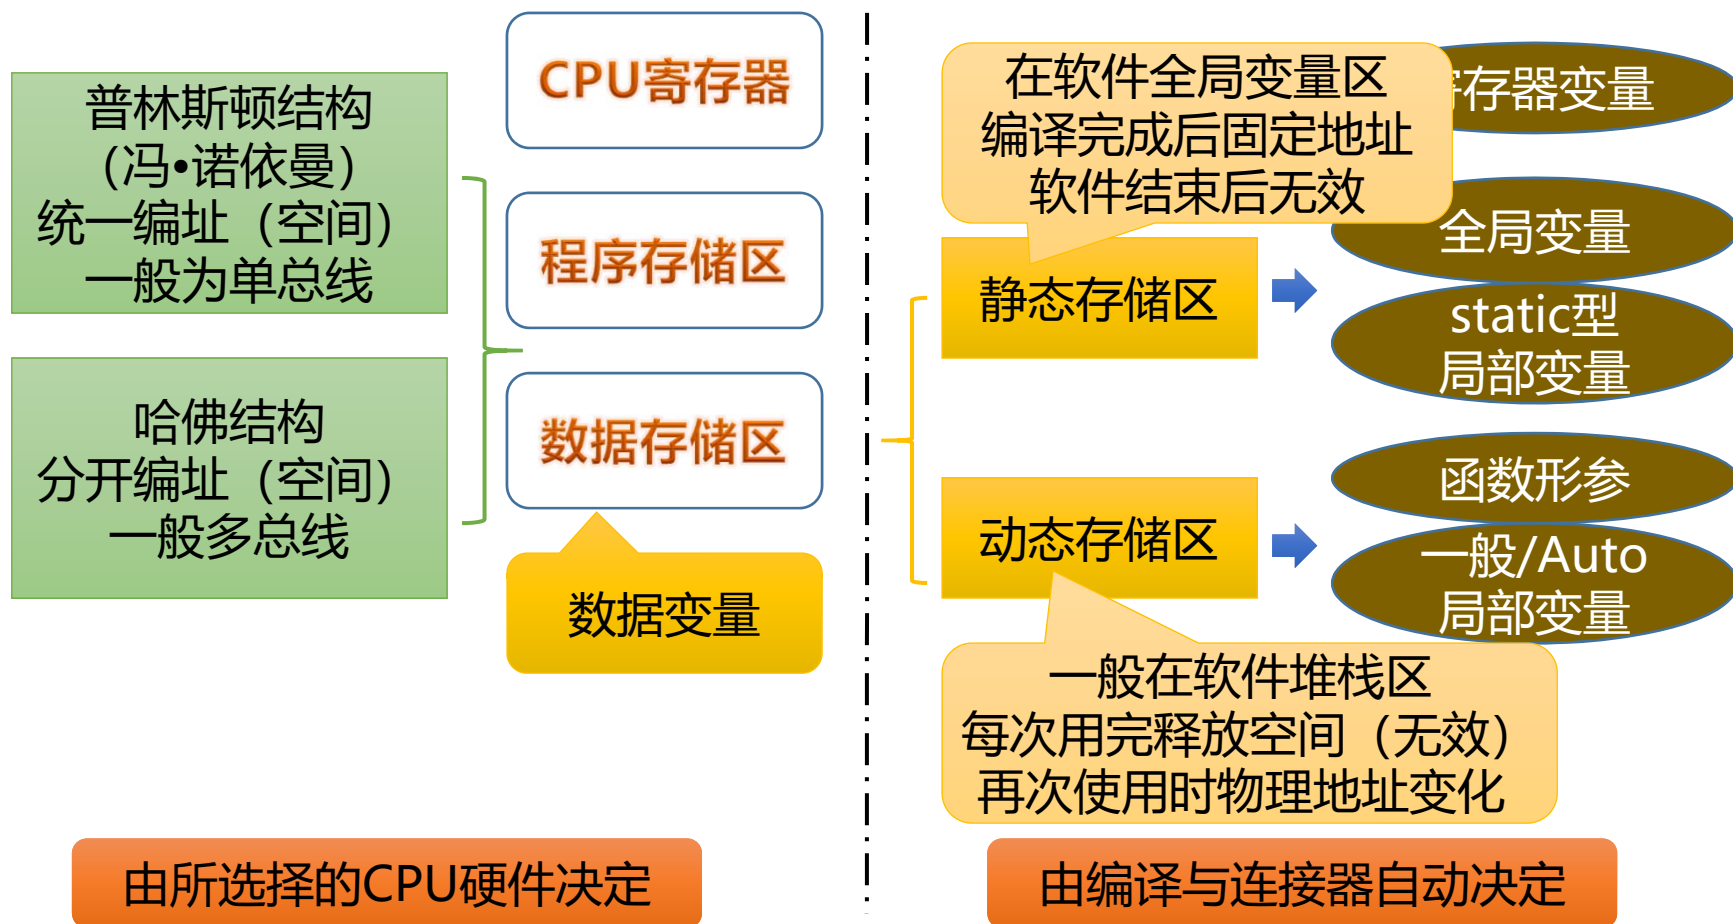 普林斯顿结构
（冯•诺依曼）
统一编址（空间）
一般为单总线
哈佛结构
分开编址（空间）
一般多总线
CPU寄存器
程序存储区
数据存储区
数据变量
由所选择的CPU硬件决定
在软件全局变量区
编译完成后固定地址
软件结束后无效
静态存储区
动态存储区
一般在软件堆栈区
每次用完释放空间（无效）
再次使用时物理地址变化
存器变量
全局变量
static型
局部变量
函数形参
一般/Auto
局部变量
由编译与连接器自动决定